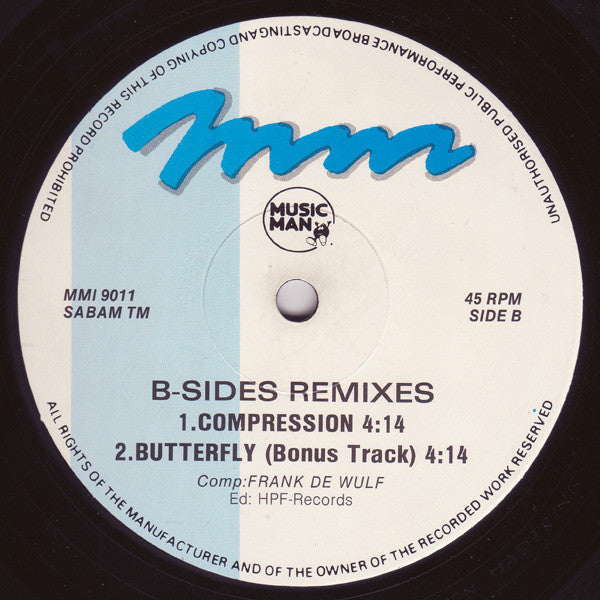 UNAUTHORISED PUBLIC PERFORMANCE BROADCASTING AND COPYING OF THIS RECORD PROHIBITED
mm
MUSIC
MAN
MMI 9011
SABAM TM
45 RPM
SIDE B
B-SIDES REMIXES
1.COMPRESSION 4:14
2.BUTTERFLY (Bonus Track) 4:14
Comp:FRANK DE WULF
Ed: HPF-Records
ALL RIGHTS OF THE MANUFACTURER AND OF THE OWNER OF THE RECORDED WORK RESERVED